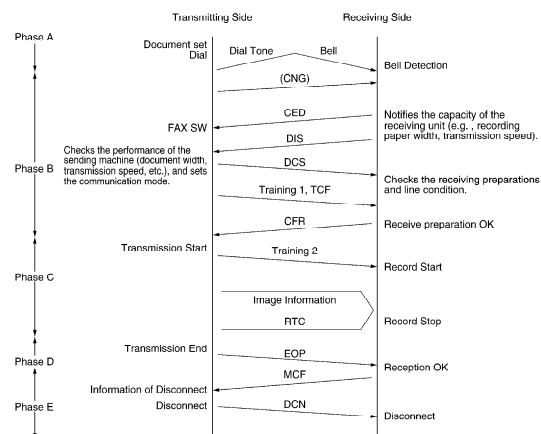 Transmitting Side
Receiving Side
Phase A
Document set
Dial
Dial Tone
Bell
Bell Detection
(CNG)
CED
Notifies the capacity of the
receiving unit (e.g. , recording
paper width, transmission speed).
FAX SW
DIS
Checks the performance of the
sending machine (document width,
transmission speed, etc.), and sets
the communication mode.
Phase B
DCS
Checks the receiving preparations
and line condition.
Training 1, TCF
CFR
Receive preparation OK
Transmission Start
Training 2
Record Start
Phase C
Image Information
RTC
Record Stop
Transmission End
Phase D
EOP
Reception OK
MCF
Information of Disconnect
Phase E
Disconnect
DCN
Disconnect